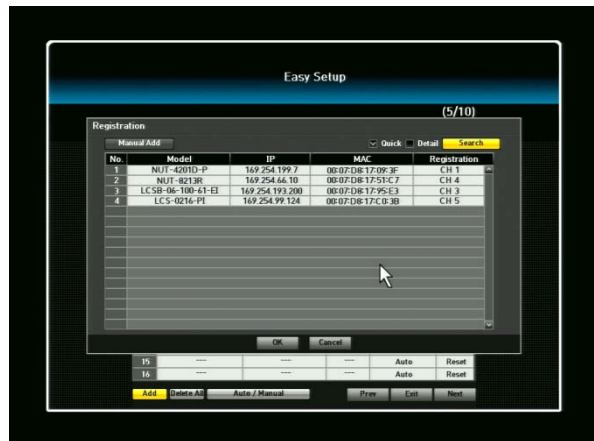 Easy Setup
(5/10)
Registration
Manual Add Quick Detail Search
No. Model IP MAC Registration
1 NUT-4201D-P 169.254.199.7 00:07:D8:17:09:3F CH 1
2 NUT-8213R 169.254.66.10 00:07:D8:17:51:C7 CH 4
3 LCSB-06-100-61-EI 169.254.193.200 00:07:D8:17:95:E3 CH 3
4 LCS-0216-PI 169.254.99.124 00:07:D8:17:C0:3B CH 5
OK Cancel
15 --- --- --- Auto Reset
16 --- --- --- Auto Reset
Add Delete All Auto / Manual Prev Exit Next